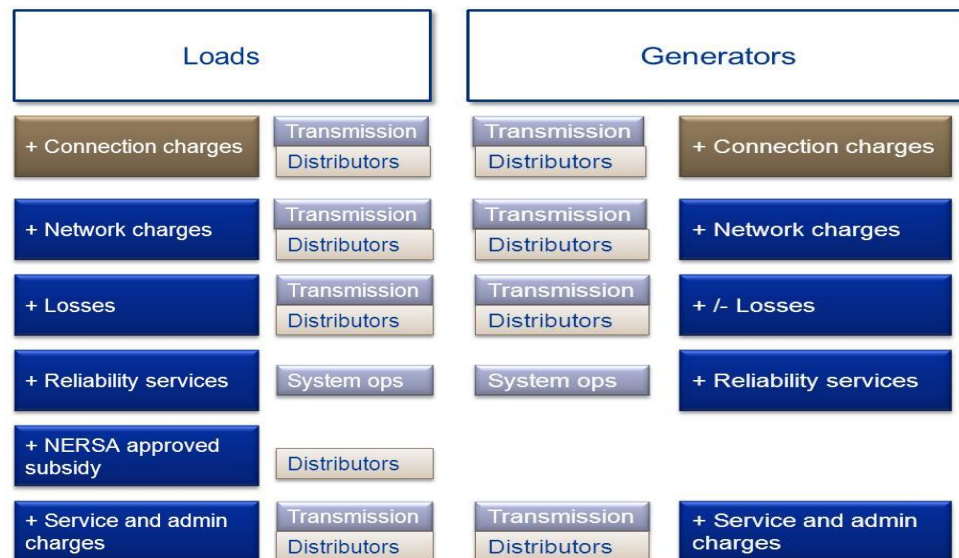 Loads
Generators
+ Connection charges
Transmission
Distributors
Transmission
Distributors
+ Connection charges
+ Network charges
Transmission
Distributors
Transmission
Distributors
+ Network charges
+ Losses
Transmission
Distributors
Transmission
Distributors
+ /- Losses
+ Reliability services
System ops
System ops
+ Reliability services
+ NERSA approved
subsidy
Distributors
+ Service and admin
charges
Transmission
Distributors
Transmission
Distributors
+ Service and admin
charges